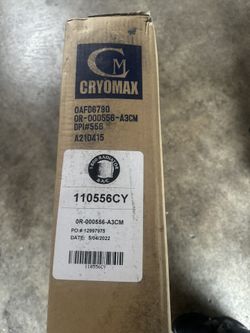 CM
CRYOMAX
OAFD6790
0R-000556-A3CM
DPI#556
A210415
110556CY
0R-000556-A3CM
PO #:12997975
DATE: 5/04/2022
110556CY